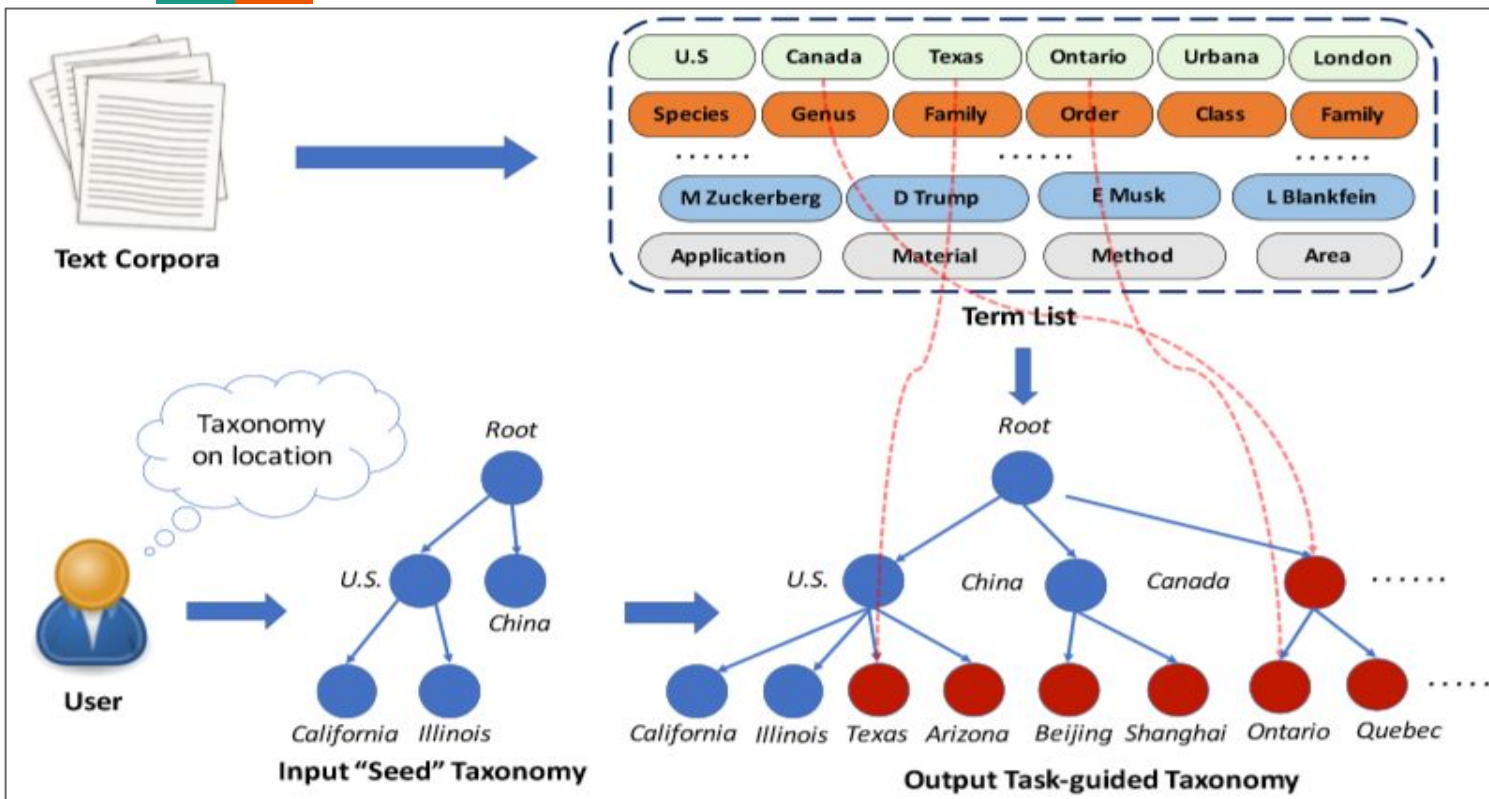 U.S Canada Texas Ontario Urbana London
Species Genus Family Order Class Family
...... ...... ......
M Zuckerberg D Trump E Musk L Blankfein
Application Material Method Area
Text Corpora
Term List
Taxonomy
on location
Root
U.S.
China
California Illinois
User
Input “Seed” Taxonomy
Root
U.S. China Canada ......
......
California Illinois Texas Arizona Beijing Shanghai Ontario Quebec
Output Task-guided Taxonomy